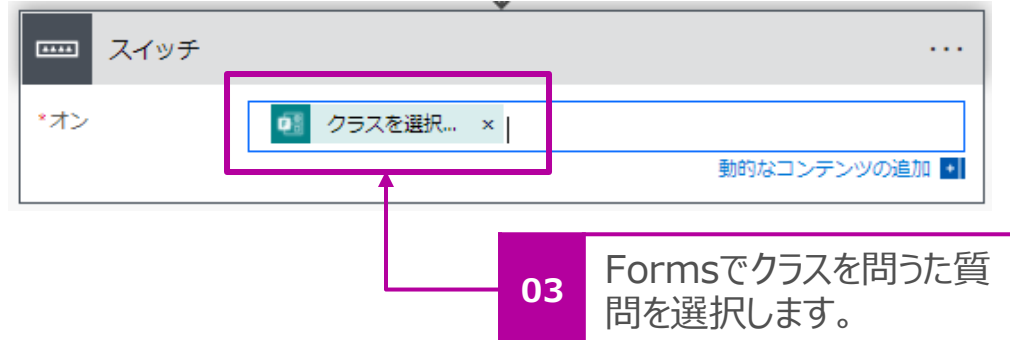 スイッチ
...
*オン
クラスを選択... ×
動的なコンテンツの追加
03
Formsでクラスを問うた質
問を選択します。